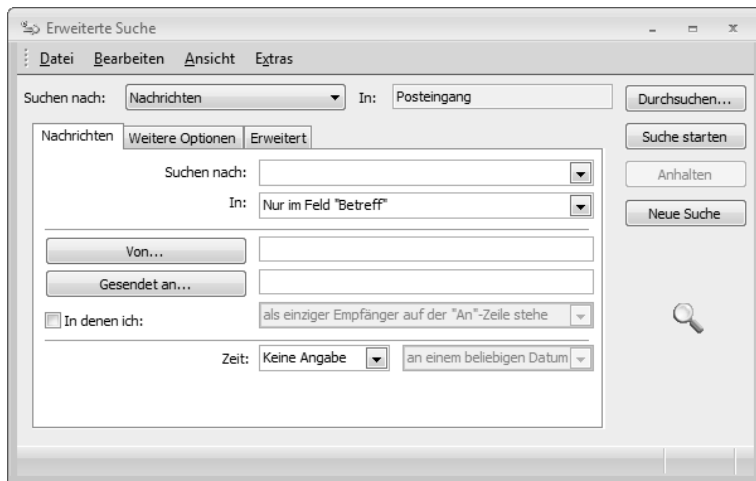 Erweiterte Suche
Datei Bearbeiten Ansicht Extras
Suchen nach: Nachrichten In: Posteingang Durchsuchen...
Nachrichten Weitere Optionen Erweitert Suche starten
Suchen nach: Anhalten
In: Nur im Feld "Betreff" Neue Suche
Von...
Gesendet an...
In denen ich: als einziger Empfänger auf der "An"-Zeile stehe
Zeit: Keine Angabe an einem beliebigen Datum